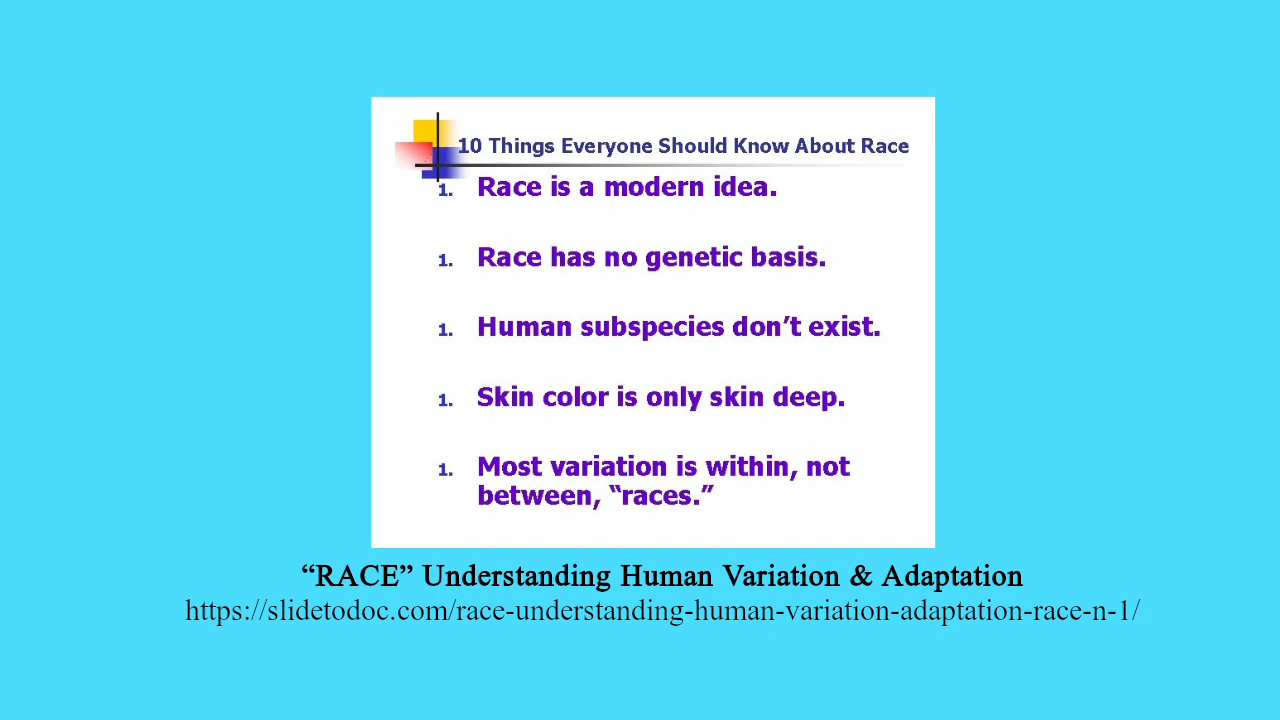 10 Things Everyone Should Know About Race
1. Race is a modern idea.
1. Race has no genetic basis.
1. Human subspecies don’t exist.
1. Skin color is only skin deep.
1. Most variation is within, not
between, “races.”
“RACE” Understanding Human Variation & Adaptation
https://slidetodoc.com/race-understanding-human-variation-adaptation-race-n-1/